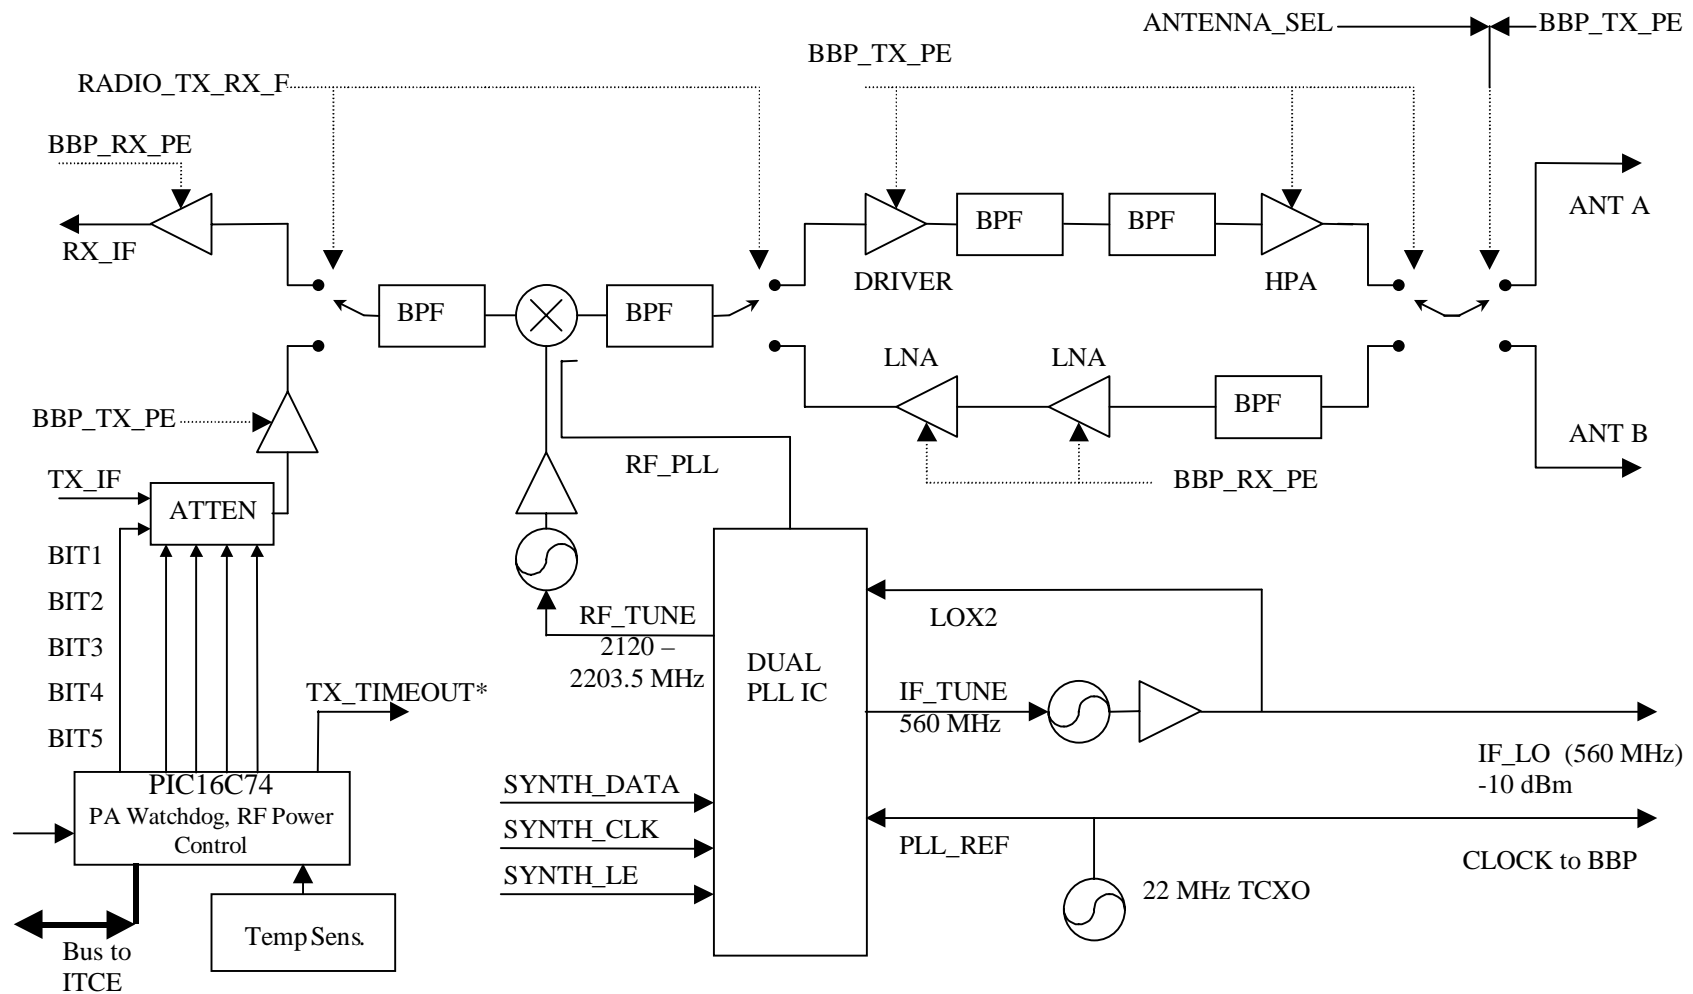 ANTENNA_SEL
BBP_TX_PE
BBP_TX_PE
RADIO_TX_RX_F
BBP_RX_PE
RX_IF
ANT A
BPF
BPF
DRIVER
HPA
BPF
BPF
LNA
LNA
BPF
BBP_TX_PE
ANT B
RF_PLL
BBP_RX_PE
TX_IF
ATTEN
BIT1
BIT2
BIT3
BIT4
BIT5
RF_TUNE
2120 –
2203.5 MHz
LOX2
DUAL
PLL IC
TX_TIMEOUT*
IF_TUNE
560 MHz
IF_LO (560 MHz)
-10 dBm
PIC16C74
PA Watchdog, RF Power
Control
SYNTH_DATA
SYNTH_CLK
SYNTH_LE
PLL_REF
CLOCK to BBP
22 MHz TCXO
Temp Sens.
Bus to
ITCE